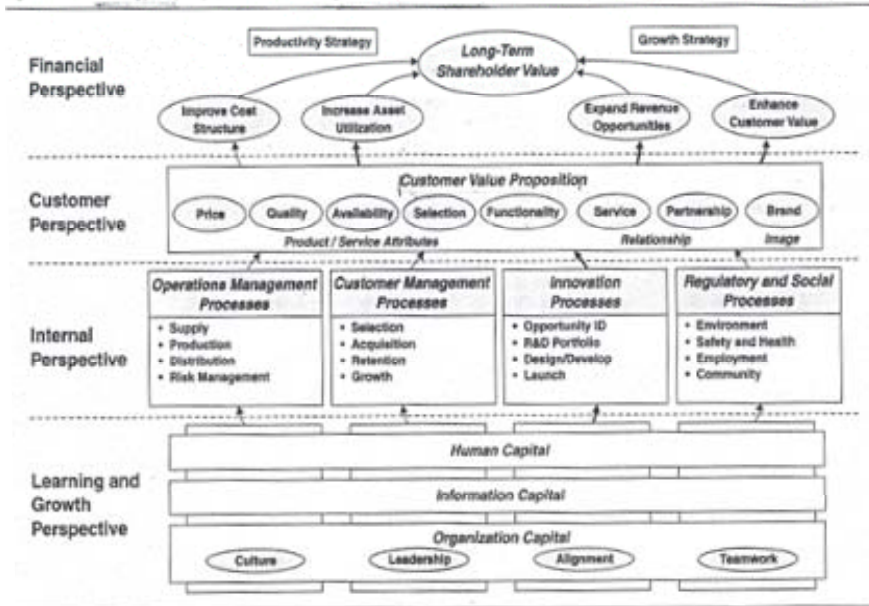 Productivity Strategy
Long-Term
Shareholder Value
Growth Strategy
Financial
Perspective
Improve Cost
Structure
Increase Asset
Utilization
Expand Revenue
Opportunities
Enhance
Customer Value
Customer
Perspective
Customer Value Proposition
Price
Quality
Availability
Selection
Functionality
Service
Partnership
Brand
Product / Service Attributes
Relationship
Image
Internal
Perspective
Operations Management
Processes
• Supply
• Production
• Distribution
• Risk Management
Customer Management
Processes
• Selection
• Acquisition
• Retention
• Growth
Innovation
Processes
• Opportunity ID
• R&D Portfolio
• Design/Develop
• Launch
Regulatory and Social
Processes
• Environment
• Safety and Health
• Employment
• Community
Learning and
Growth
Perspective
Human Capital
Information Capital
Organization Capital
Culture
Leadership
Alignment
Teamwork